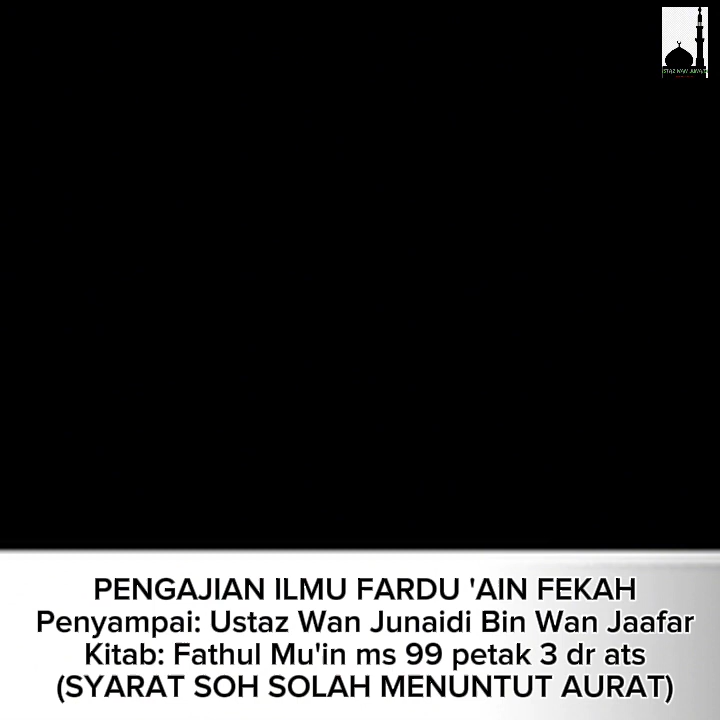 PENGAJIAN ILMU FARDU 'AIN FEKAH
Penyampai: Ustaz Wan Junaidi Bin Wan Jaafar
Kitab: Fathul Mu'in ms 99 petak 3 dr ats
(SYARAT SOH SOLAH MENUNTUT AURAT)